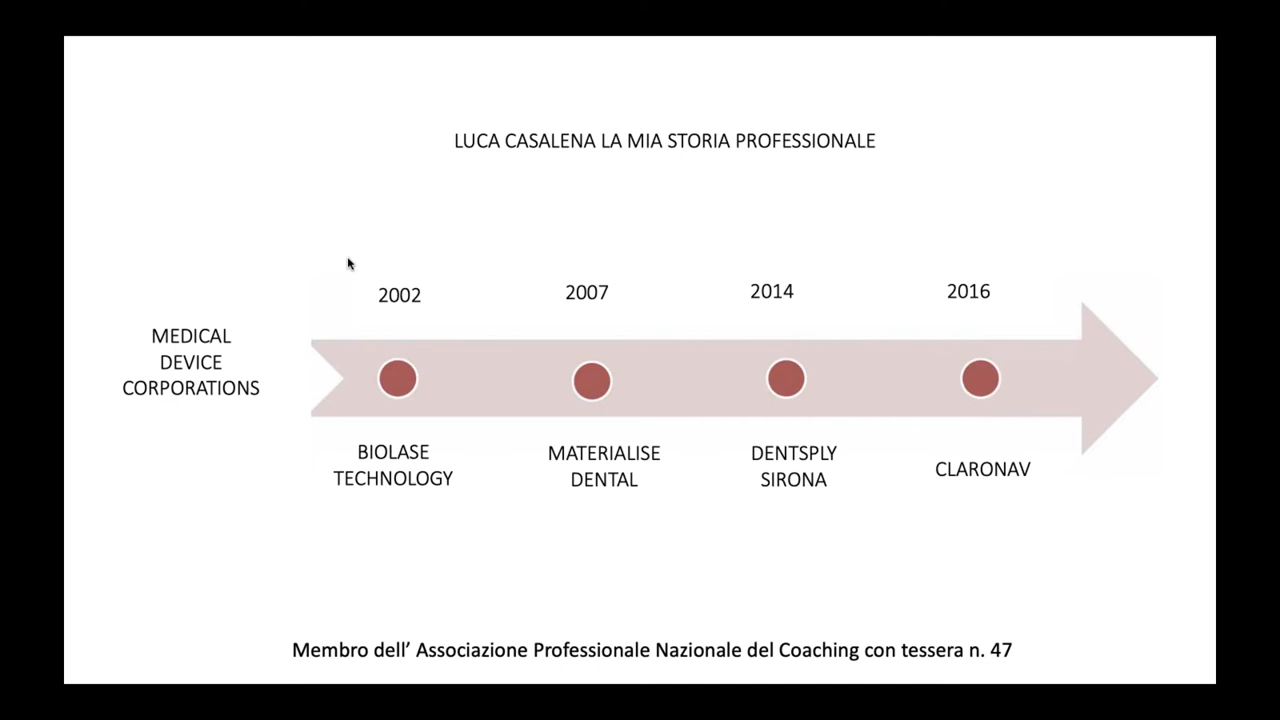 LUCA CASALENA LA MIA STORIA PROFESSIONALE
2002
2007
2014
2016
MEDICAL
DEVICE
CORPORATIONS
BIOLASE
TECHNOLOGY
MATERIALISE
DENTAL
DENTSPLY
SIRONA
CLARONAV
Membro dell’ Associazione Professionale Nazionale del Coaching con tessera n. 47